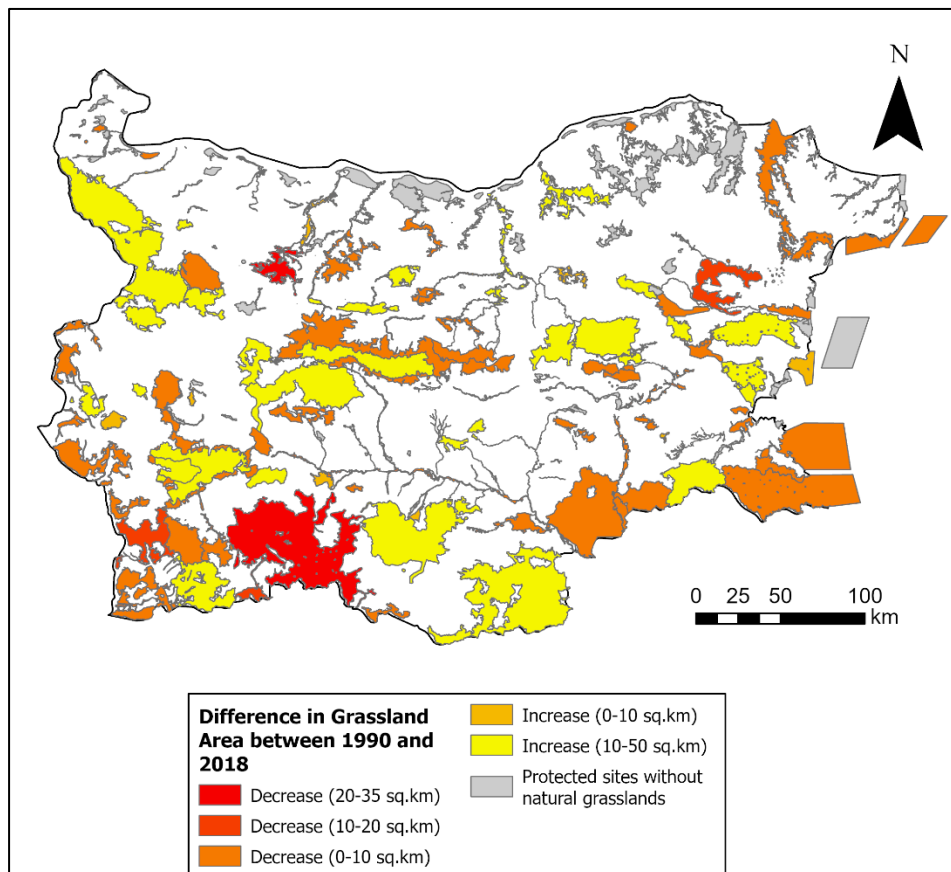 N
0 25 50 100
km
Difference in Grassland
Area between 1990 and
2018
Decrease (20-35 sq.km)
Decrease (10-20 sq.km)
Decrease (0-10 sq.km)
Increase (0-10 sq.km)
Increase (10-50 sq.km)
Protected sites without
natural grasslands